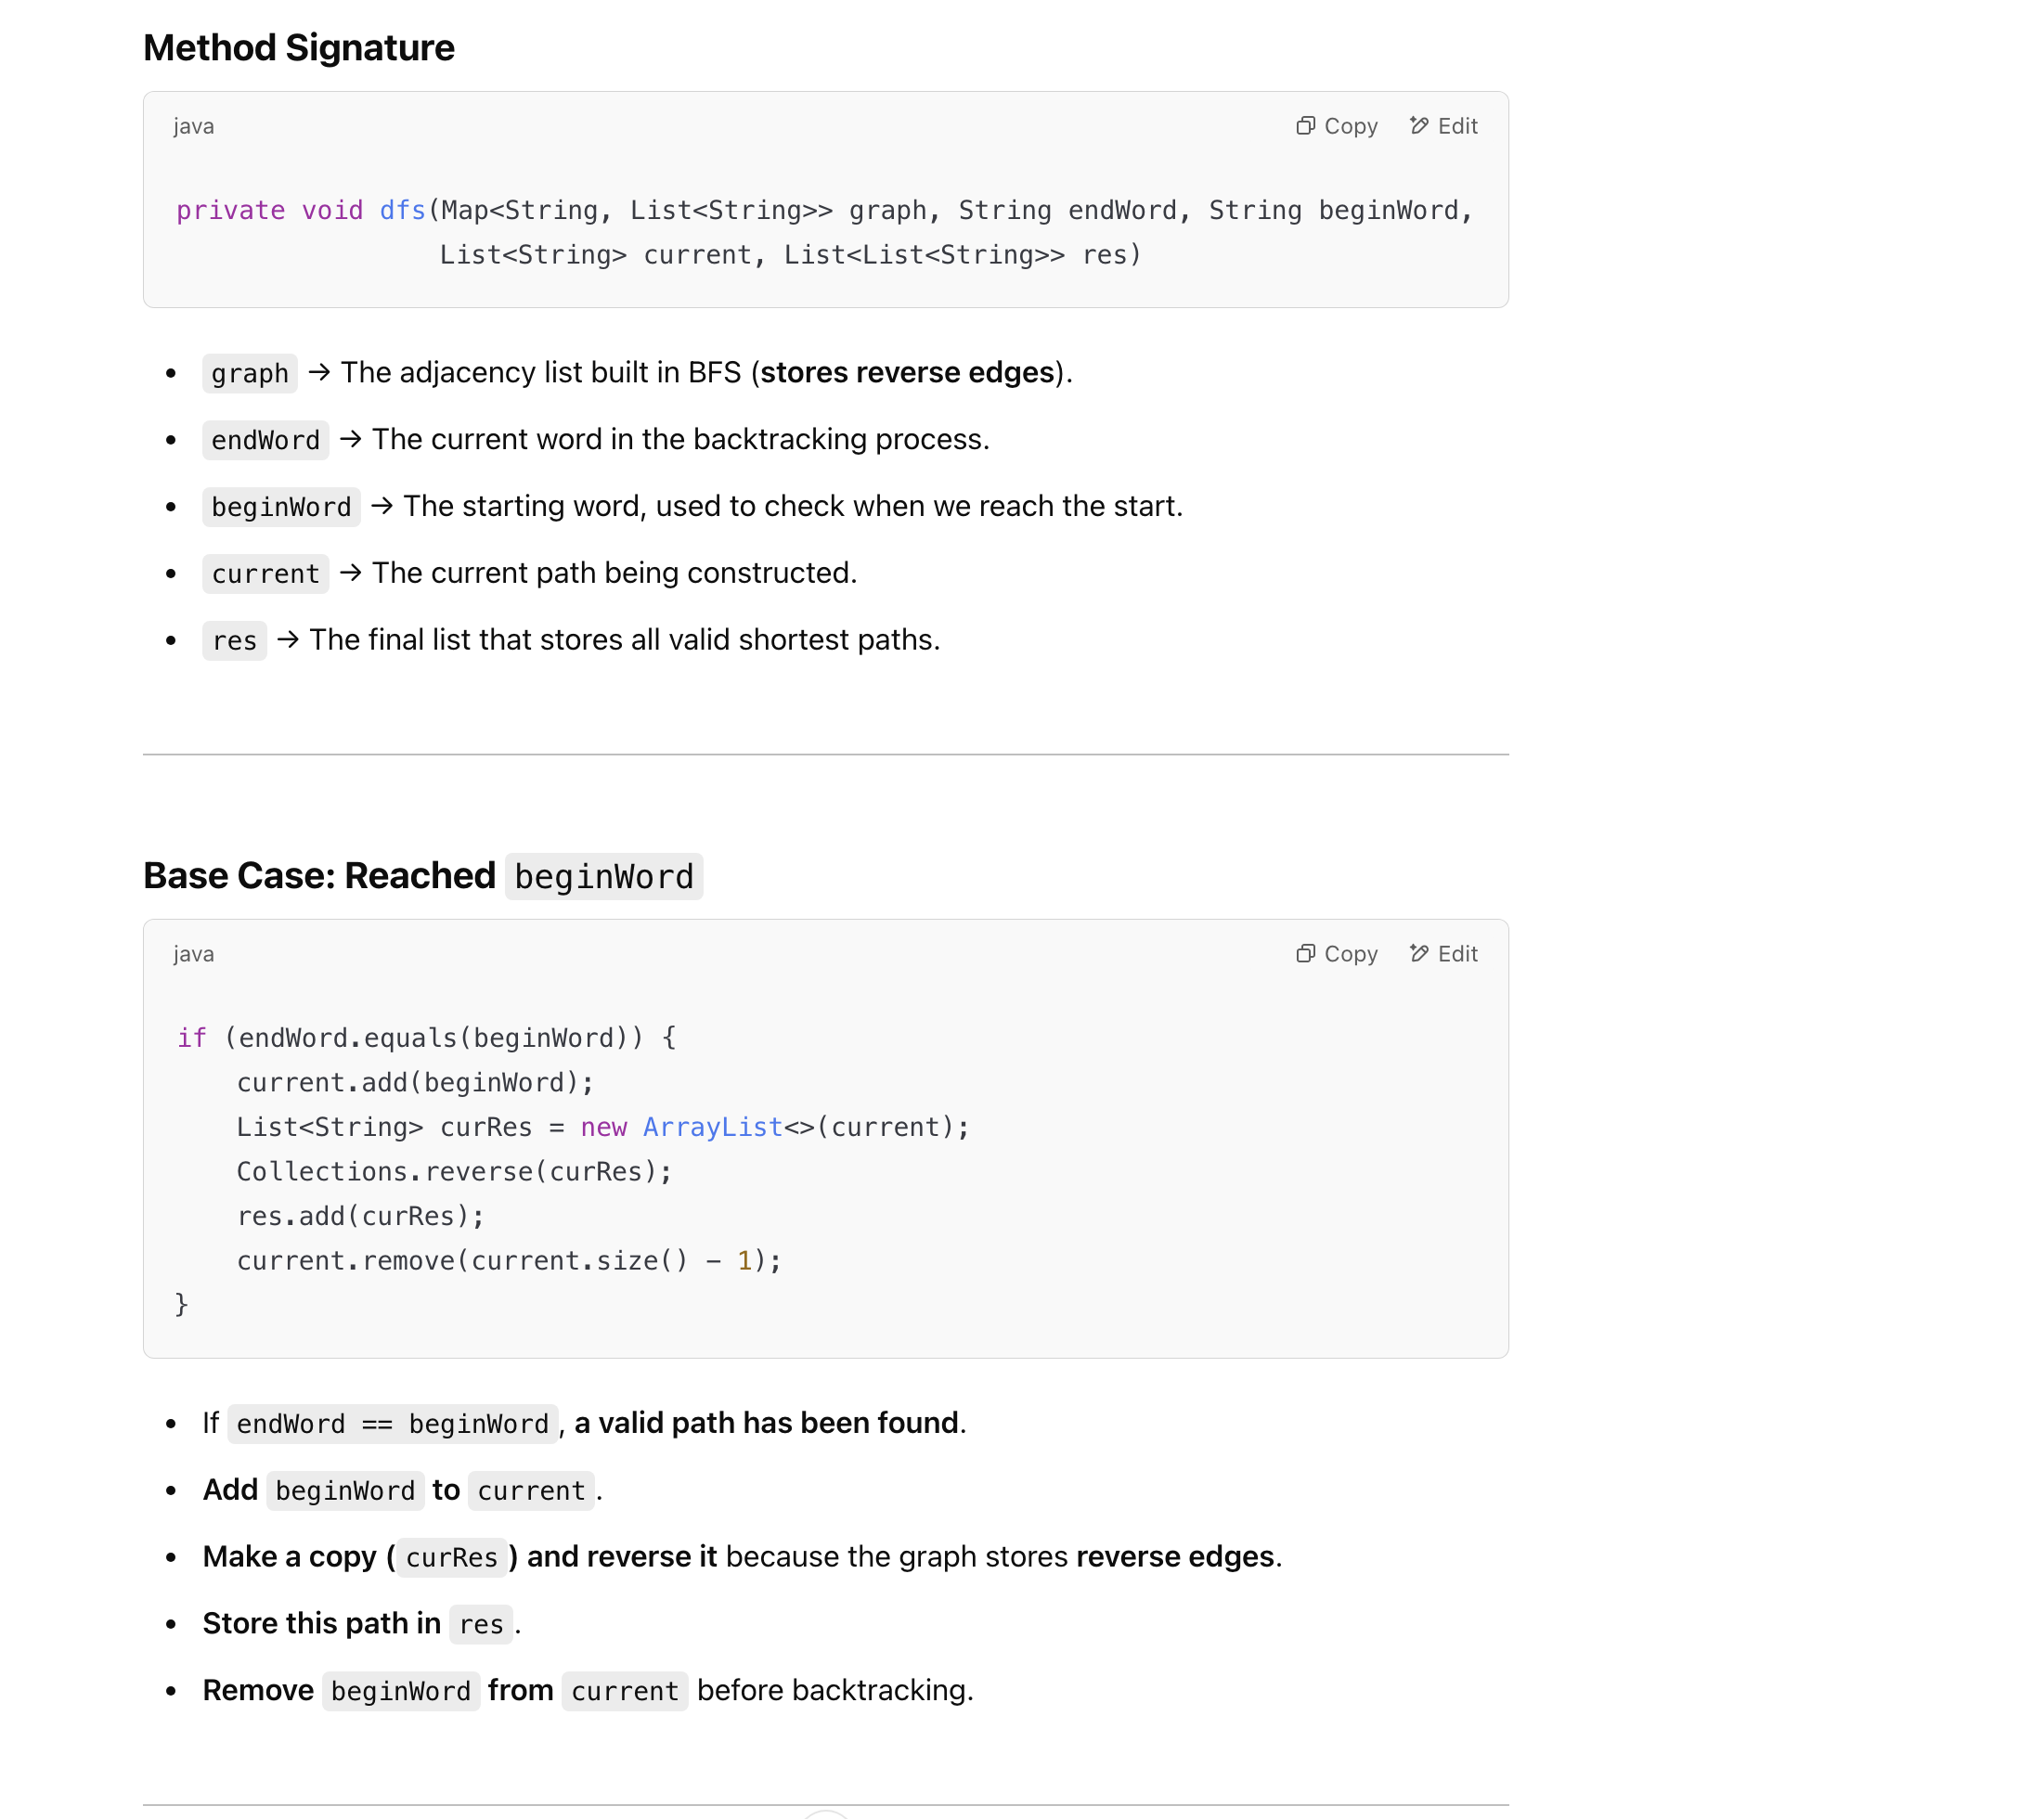 Method Signature
java
Copy
Edit
private void dfs(Map<String, List<String>> graph, String endWord, String beginWord,
                 List<String> current, List<List<String>> res)
• graph → The adjacency list built in BFS (stores reverse edges).
• endWord → The current word in the backtracking process.
• beginWord → The starting word, used to check when we reach the start.
• current → The current path being constructed.
• res → The final list that stores all valid shortest paths.
Base Case: Reached beginWord
java
Copy
Edit
if (endWord.equals(beginWord)) {
    current.add(beginWord);
    List<String> curRes = new ArrayList<>(current);
    Collections.reverse(curRes);
    res.add(curRes);
    current.remove(current.size() - 1);
}
• If endWord == beginWord, a valid path has been found.
• Add beginWord to current.
• Make a copy (curRes) and reverse it because the graph stores reverse edges.
• Store this path in res.
• Remove beginWord from current before backtracking.